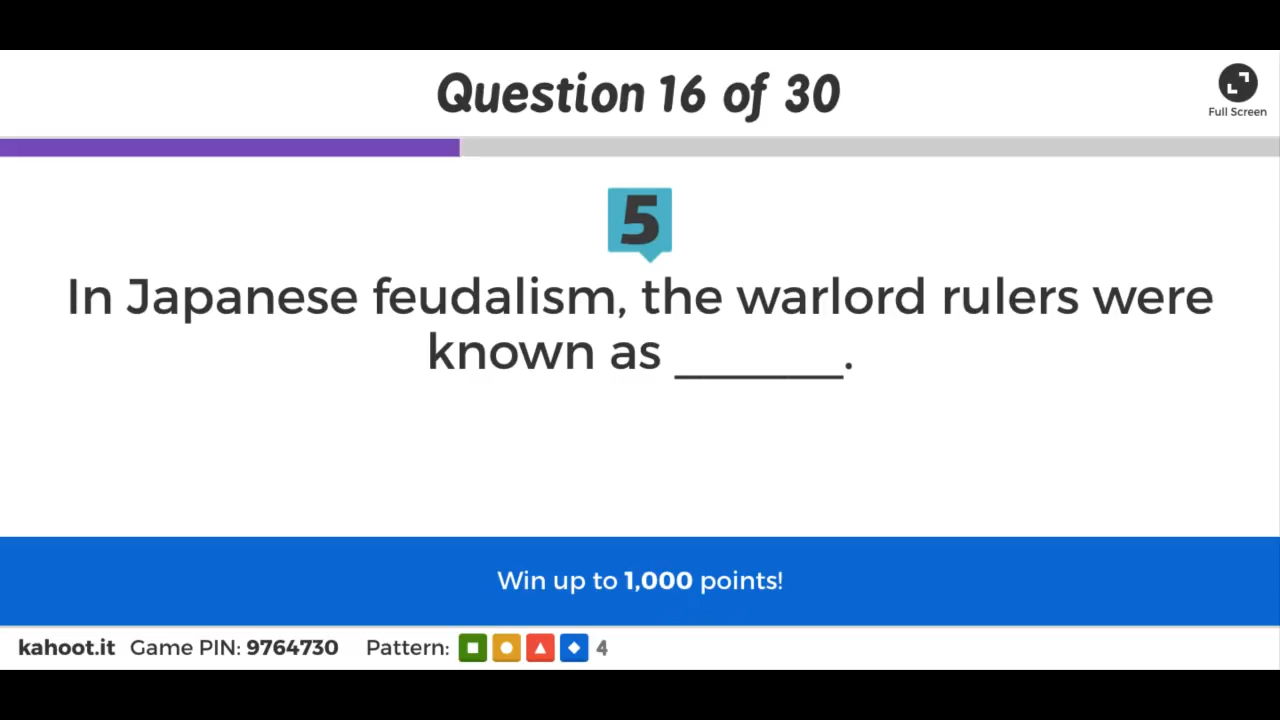 Question 16 of 30
Full Screen
5
In Japanese feudalism, the warlord rulers were
known as ________.
Win up to 1,000 points!
kahoot.it Game PIN: 9764730 Pattern: 4